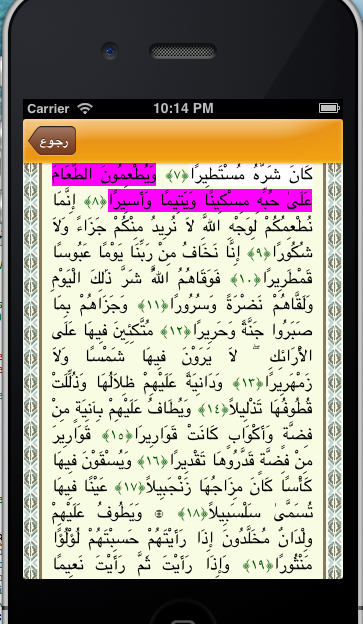 Carrier 10:14 PM
رجوع
كَانَ شَرُّهُ مُسْتَطِيرًا ﴿٧﴾ وَيُطْعِمُونَ الطَّعَامَ
عَلَىٰ حُبِّهِ مِسْكِينًا وَيَتِيمًا وَأَسِيرًا ﴿٨﴾ إِنَّمَا
نُطْعِمُكُمْ لِوَجْهِ اللَّهِ لَا نُرِيدُ مِنْكُمْ جَزَاءً وَلَا
شُكُورًا ﴿٩﴾ إِنَّا نَخَافُ مِنْ رَبِّنَا يَوْمًا عَبُوسًا
قَمْطَرِيرًا ﴿١٠﴾ فَوَقَاهُمُ اللَّهُ شَرَّ ذَٰلِكَ الْيَوْمِ
وَلَقَّاهُمْ نَضْرَةً وَسُرُورًا ﴿١١﴾ وَجَزَاهُمْ بِمَا
صَبَرُوا جَنَّةً وَحَرِيرًا ﴿١٢﴾ مُتَّكِئِينَ فِيهَا عَلَى
الْأَرَائِكِ ۖ لَا يَرَوْنَ فِيهَا شَمْسًا وَلَا
زَمْهَرِيرًا ﴿١٣﴾ وَدَانِيَةً عَلَيْهِمْ ظِلَالُهَا وَذُلِّلَتْ
قُطُوفُهَا تَذْلِيلًا ﴿١٤﴾ وَيُطَافُ عَلَيْهِمْ بِآنِيَةٍ مِنْ
فِضَّةٍ وَأَكْوَابٍ كَانَتْ قَوَارِيرَا ﴿١٥﴾ قَوَارِيرَ
مِنْ فِضَّةٍ قَدَّرُوهَا تَقْدِيرًا ﴿١٦﴾ وَيُسْقَوْنَ فِيهَا
كَأْسًا كَانَ مِزَاجُهَا زَنْجَبِيلًا ﴿١٧﴾ عَيْنًا فِيهَا
تُسَمَّىٰ سَلْسَبِيلًا ﴿١٨﴾ ۞ وَيَطُوفُ عَلَيْهِمْ
وِلْدَانٌ مُخَلَّدُونَ إِذَا رَأَيْتَهُمْ حَسِبْتَهُمْ لُؤْلُؤًا
مَنْثُورًا ﴿١٩﴾ وَإِذَا رَأَيْتَ ثَمَّ رَأَيْتَ نَعِيمًا